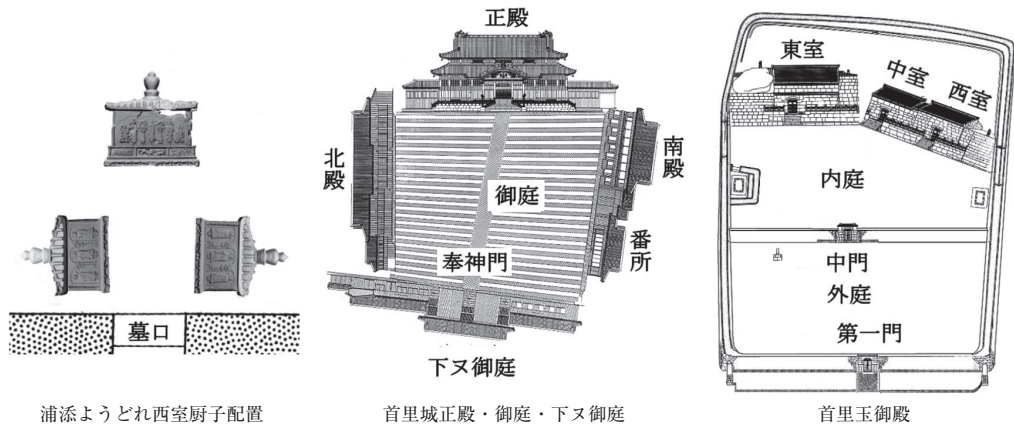 墓口
浦添ようどれ西室厨子配置
正殿
北殿
南殿
御庭
番所
奉神門
下ヌ御庭
首里城正殿・御庭・下ヌ御庭
東室
中室
西室
内庭
中門
外庭
第一門
首里玉御殿